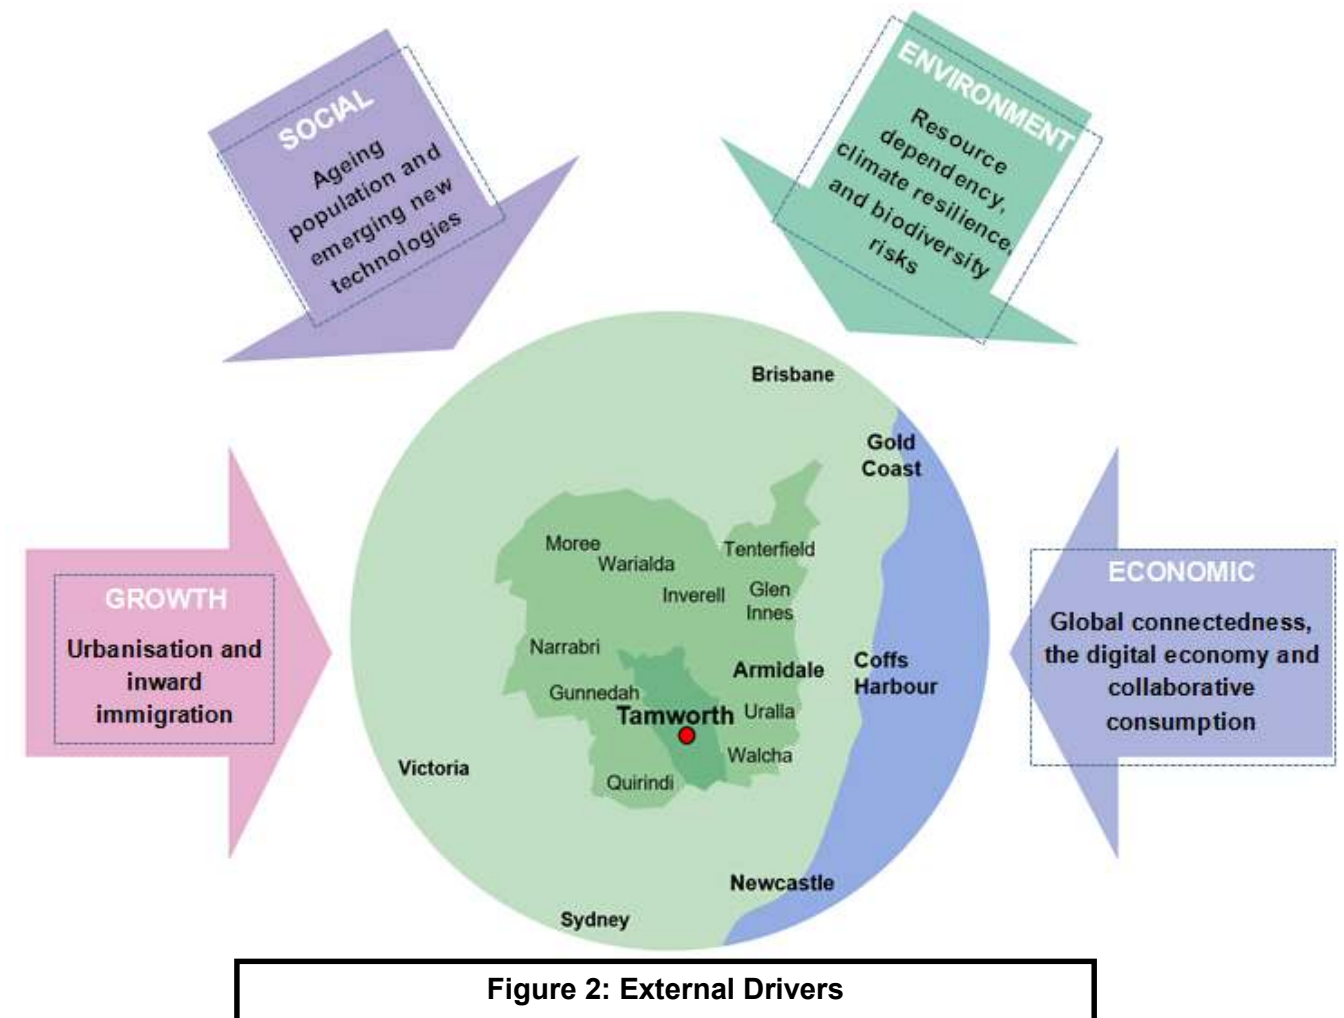 SOCIAL
Ageing
population and
emerging new
technologies
ENVIRONMENT
Resource
dependency,
climate resilience,
and biodiversity
risks
GROWTH
Urbanisation and
inward
immigration
Brisbane
Gold
Coast
Moree
Warialda
Tenterfield
Inverell
Glen
Innes
Narrabri
Armidale
Coffs
Harbour
Gunnedah
Tamworth
Uralla
Walcha
Victoria
Quirindi
Newcastle
Sydney
ECONOMIC
Global connectedness,
the digital economy and
collaborative
consumption
Figure 2: External Drivers